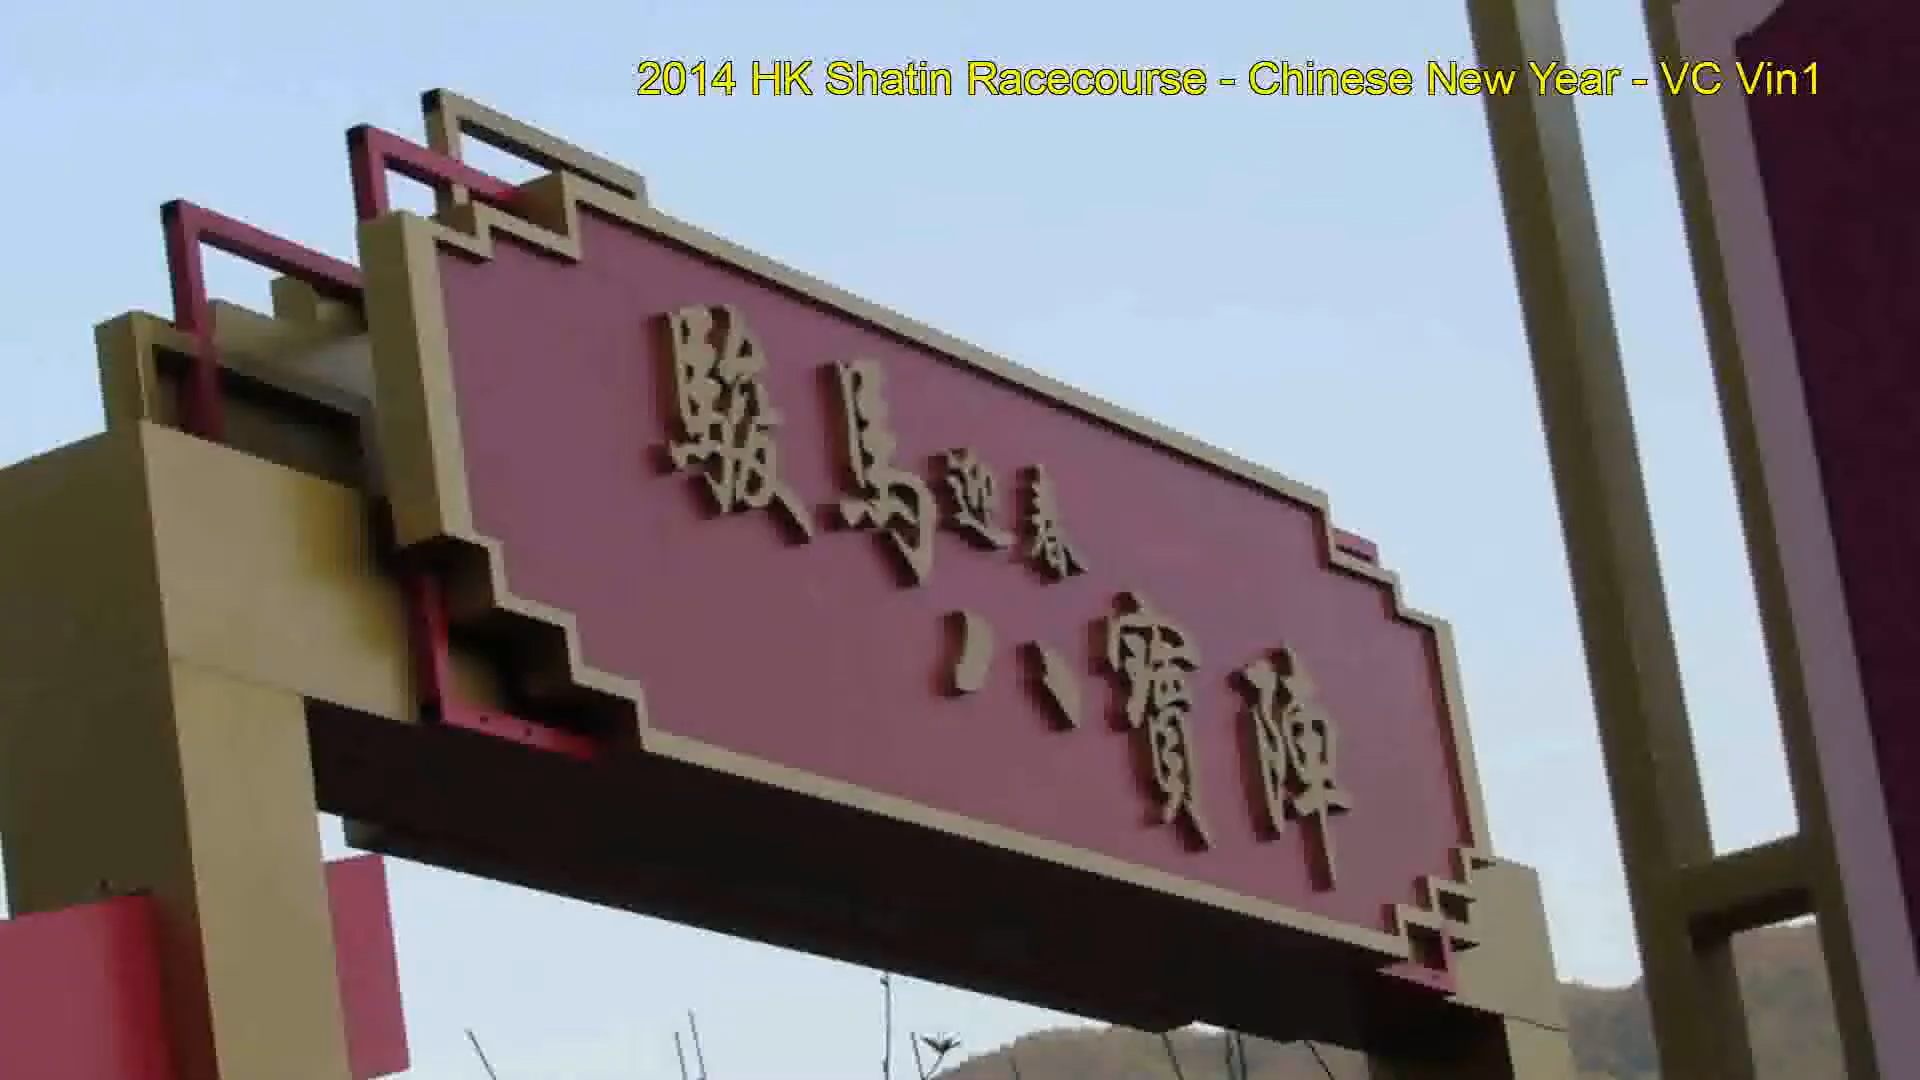 2014 HK Shatin Racecourse - Chinese New Year - VC Vin1
駿馬迎春
八寶陣